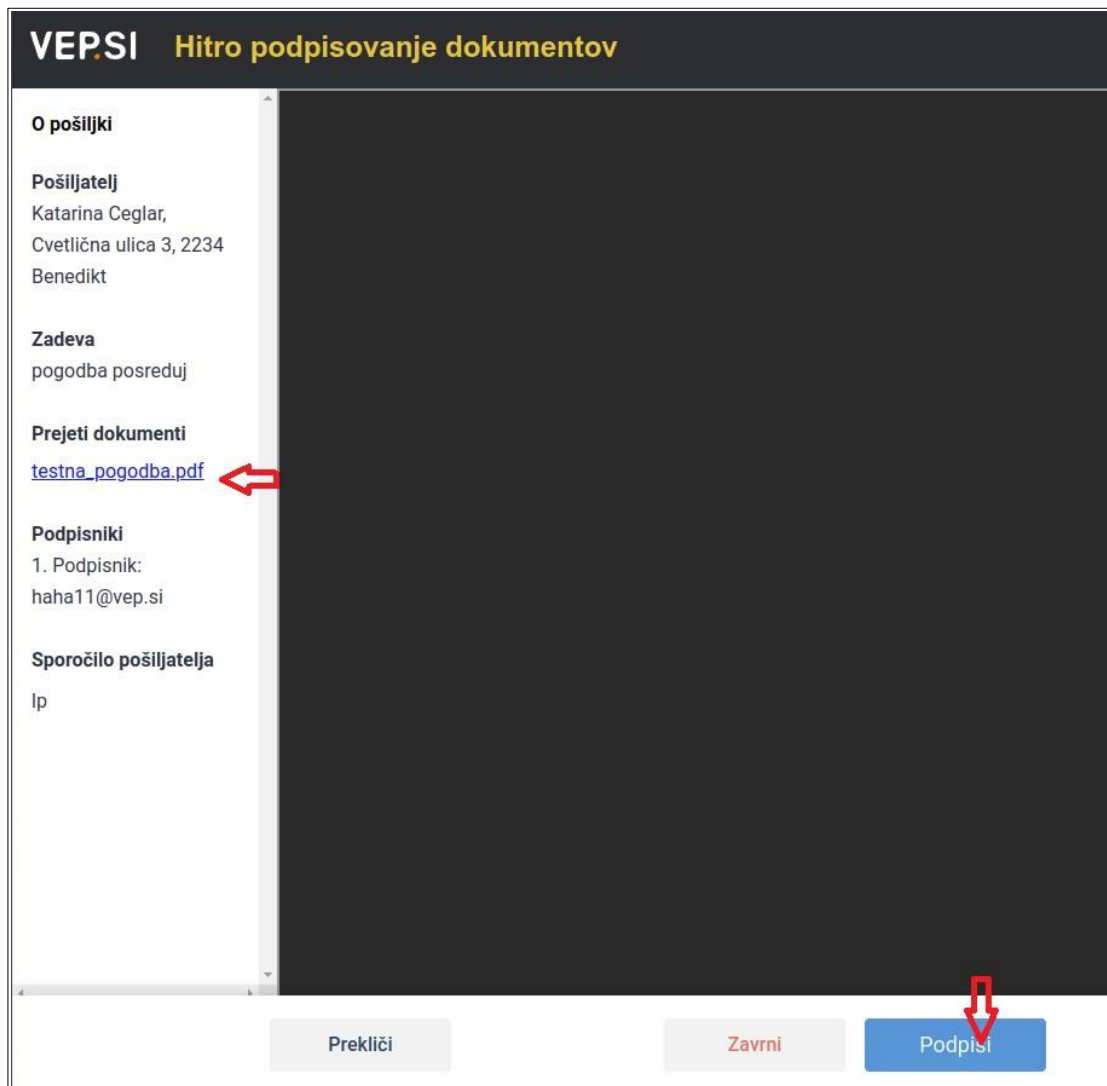 VEP.SI Hitro podpisovanje dokumentov
O pošiljki
Pošiljatelj
Katarina Ceglar,
Cvetlična ulica 3, 2234
Benedikt
Zadeva
pogodba posreduj
Prejeti dokumenti
testna_pogodba.pdf
Podpisniki
1. Podpisnik:
haha11@vep.si
Sporočilo pošiljatelja
lp
Prekliči Zavrni Podpiši